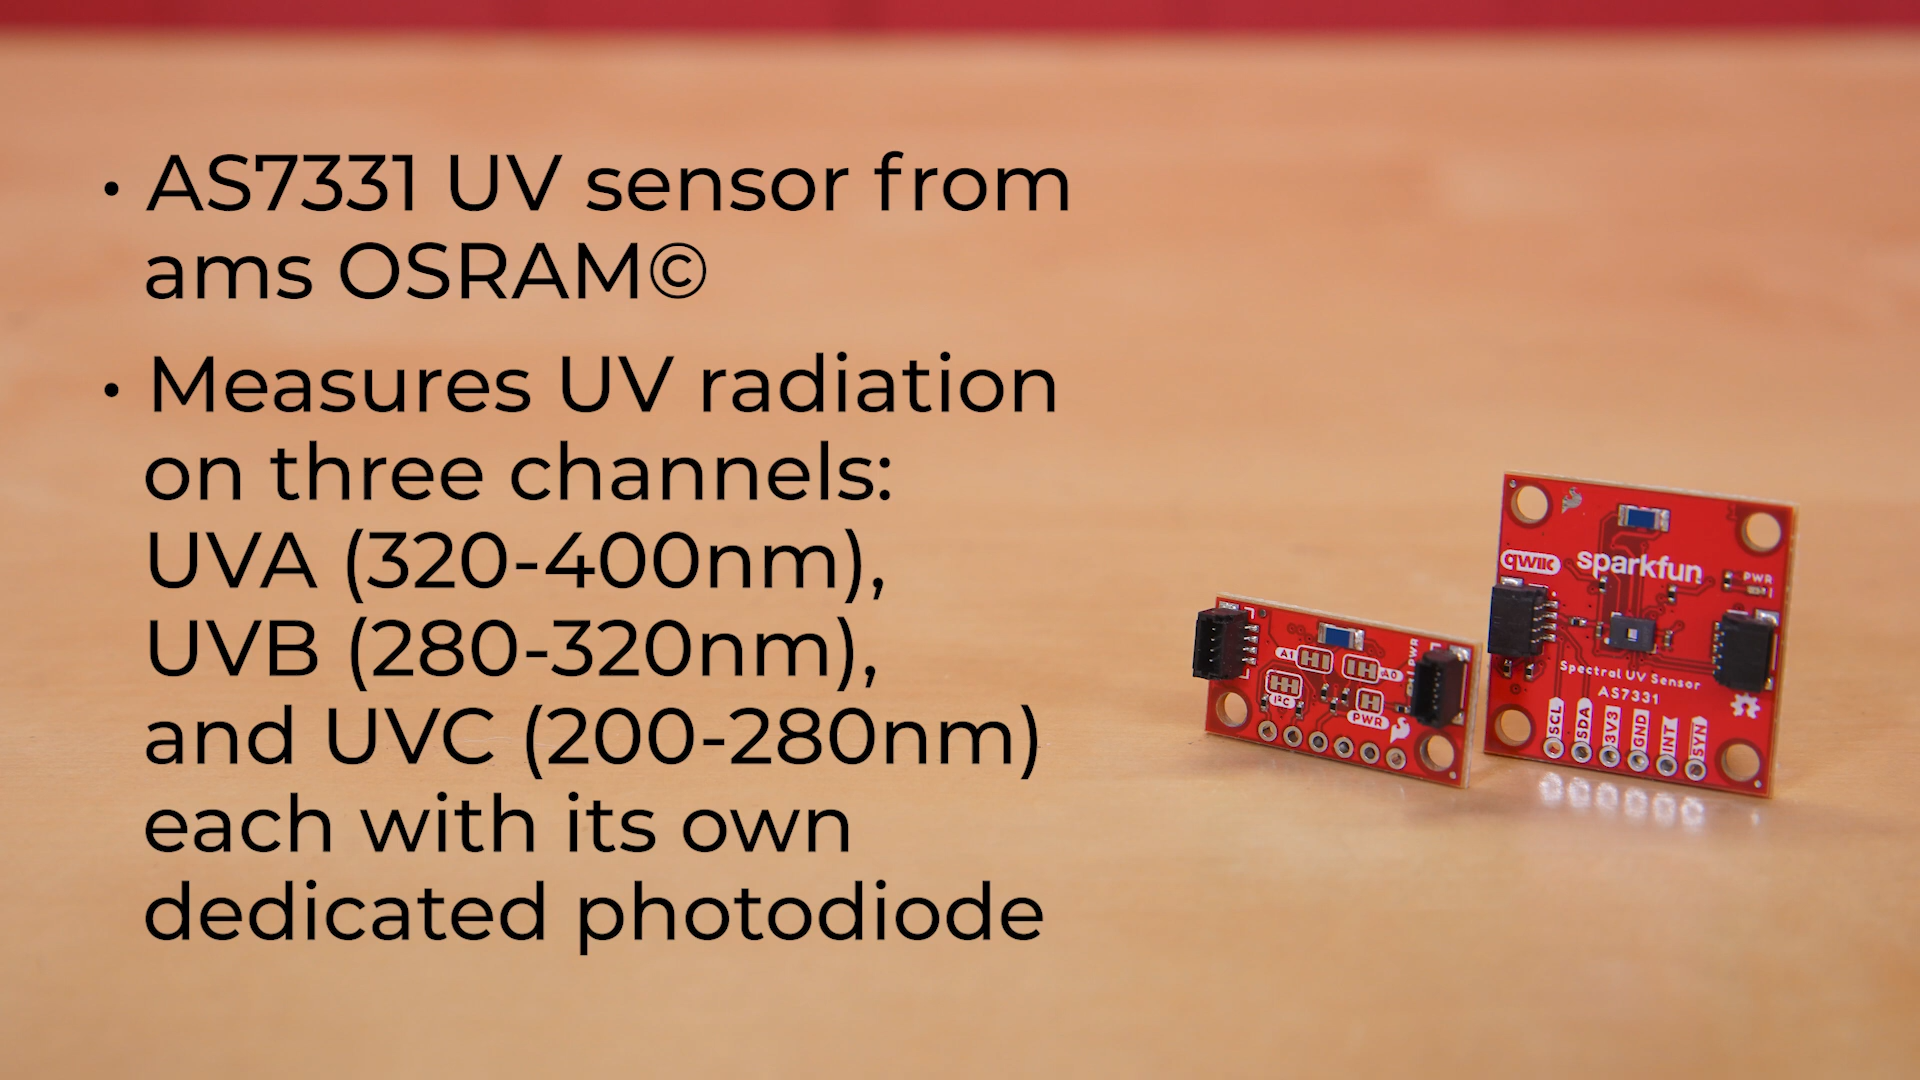 • AS7331 UV sensor from
ams OSRAM©
• Measures UV radiation
on three channels:
UVA (320-400nm),
UVB (280-320nm),
and UVC (200-280nm)
each with its own
dedicated photodiode
A1
A0
PWR
I²C
PWR
qwiic
sparkfun
PWR
Spectral UV Sensor
AS7331
SCL
SDA
3V3
GND
INT
SYN